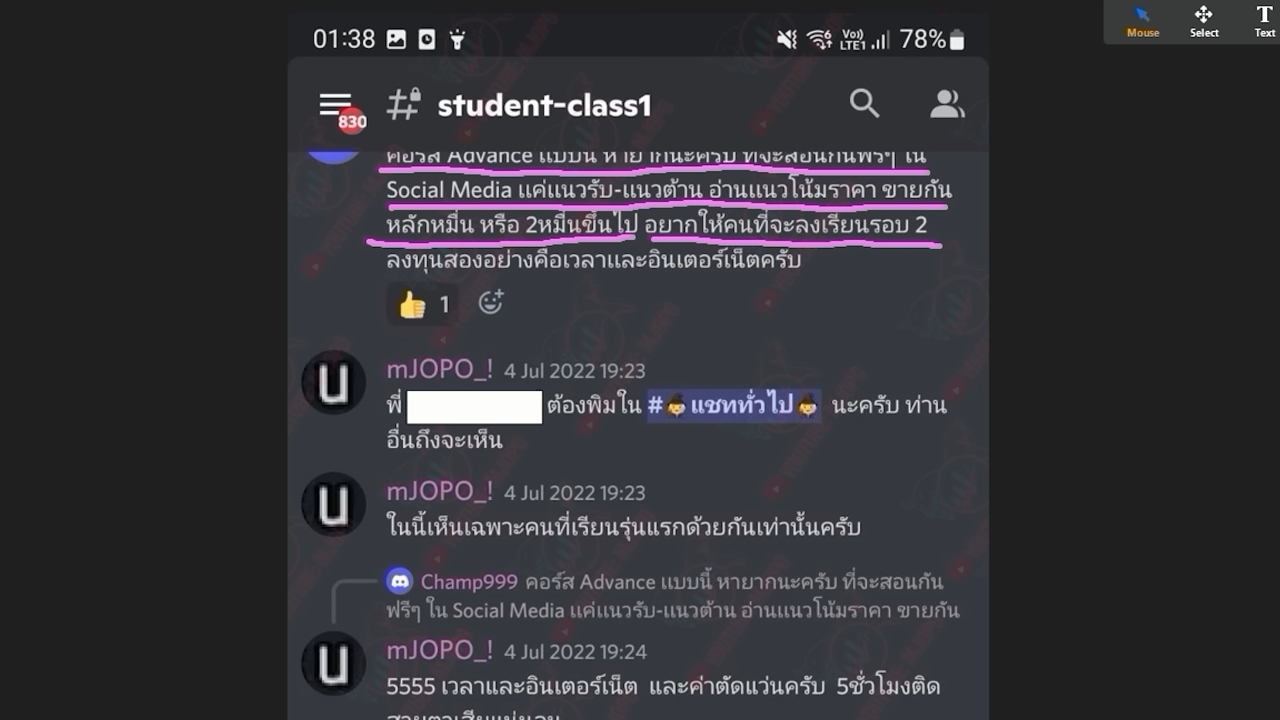 01:38
Vo)) LTE1 78%
Mouse Select Text
830
student-class1
คอร์ส Advance แบบนี้ หายากนะครับ ที่จะสอนกันฟรีๆ ใน
Social Media แค่แนวรับ-แนวต้าน อ่านแนวโน้มราคา ขายกัน
หลักหมื่น หรือ 2หมื่นขึ้นไป อยากให้คนที่จะลงเรียนรอบ 2
ลงทุนสองอย่างคือเวลาและอินเตอร์เน็ตครับ
1
mJOPO_! 4 Jul 2022 19:23
พี่ ต้องพิมใน # แชททั่วไป นะครับ ท่าน
อื่นถึงจะเห็น
mJOPO_! 4 Jul 2022 19:23
ในนี้เห็นเฉพาะคนที่เรียนรุ่นแรกด้วยกันเท่านั้นครับ
Champ999 คอร์ส Advance แบบนี้ หายากนะครับ ที่จะสอนกัน
ฟรีๆ ใน Social Media แค่แนวรับ-แนวต้าน อ่านแนวโน้มราคา ขายกัน
mJOPO_! 4 Jul 2022 19:24
5555 เวลาและอินเตอร์เน็ต และค่าตัดแว่นครับ 5ชั่วโมงติด